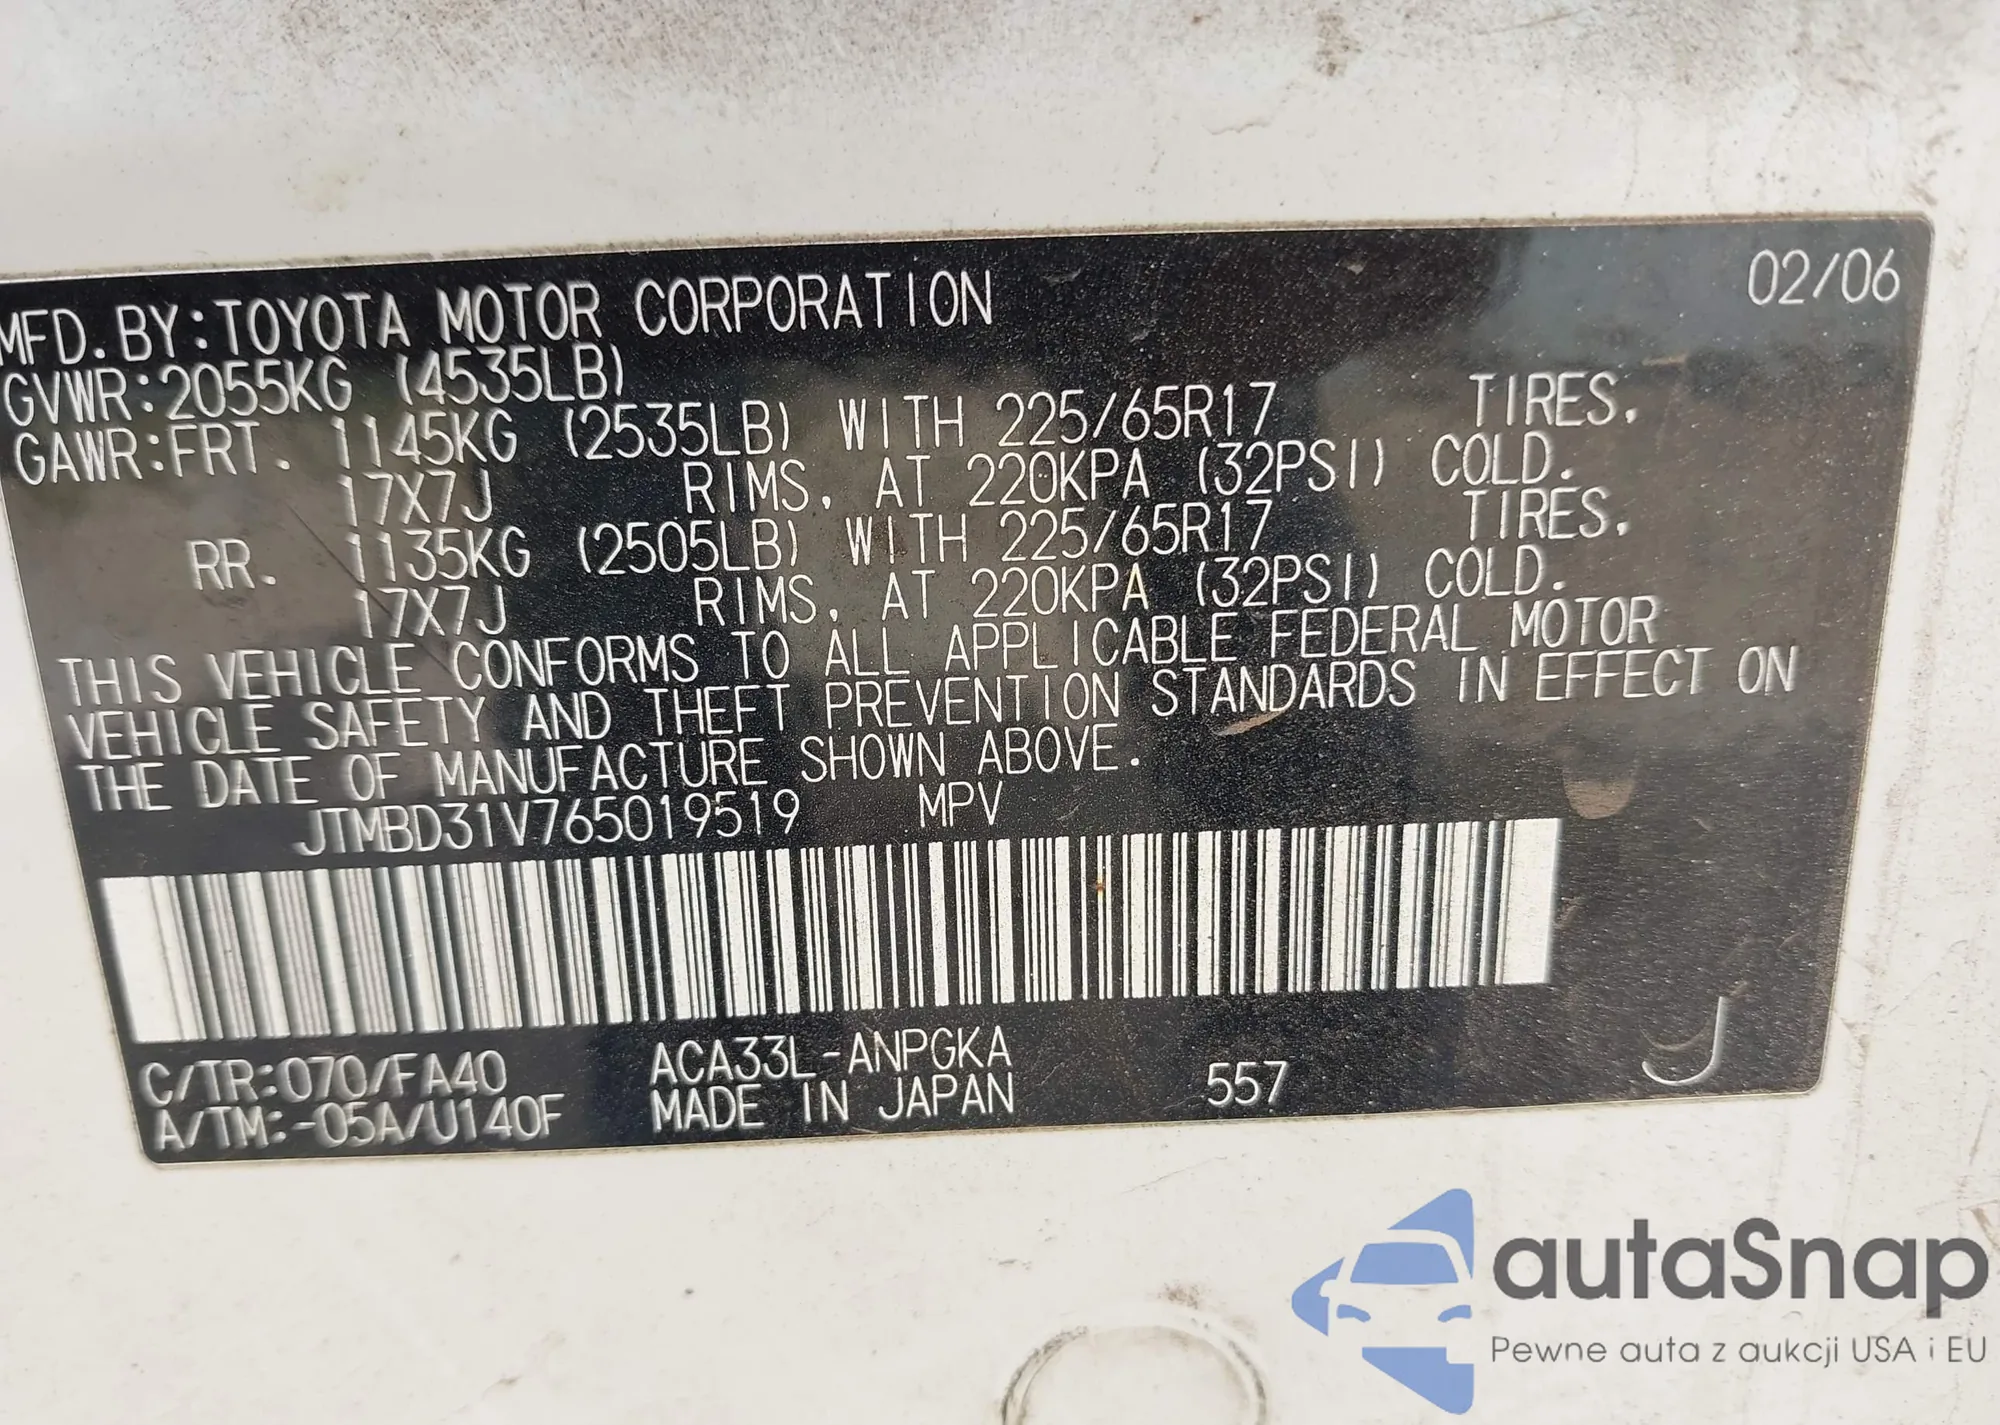 02/06
MFD. BY:TOYOTA MOTOR CORPORATION
GVWR:2055KG (4535LB)
GAWR:FRT. 1145KG (2535LB) WITH 225/65R17 TIRES,
17X7J RIMS, AT 220KPA (32PSI) COLD.
RR. 1135KG (2505LB) WITH 225/65R17 TIRES,
17X7J RIMS, AT 220KPA (32PSI) COLD.
THIS VEHICLE CONFORMS TO ALL APPLICABLE FEDERAL MOTOR
VEHICLE SAFETY AND THEFT PREVENTION STANDARDS IN EFFECT ON
THE DATE OF MANUFACTURE SHOWN ABOVE.
JTMBD31V765019519 MPV
C/TR:070/FA40 ACA33L-ANPGKA 557 J
A/TM:-05A/U140F MADE IN JAPAN
autaSnap
Pewne auta z aukcji USA i EU